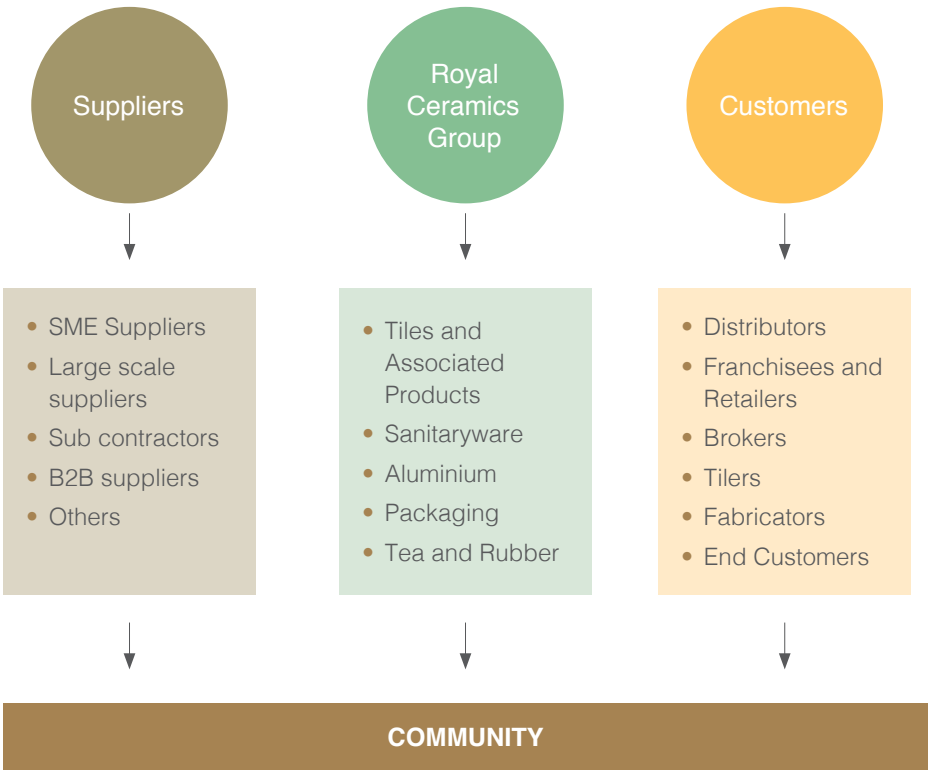 Suppliers
Royal
Ceramics
Group
Customers
• SME Suppliers
• Large scale
suppliers
• Sub contractors
• B2B suppliers
• Others
• Tiles and
Associated
Products
• Sanitaryware
• Aluminium
• Packaging
• Tea and Rubber
• Distributors
• Franchisees and
Retailers
• Brokers
• Tilers
• Fabricators
• End Customers
COMMUNITY